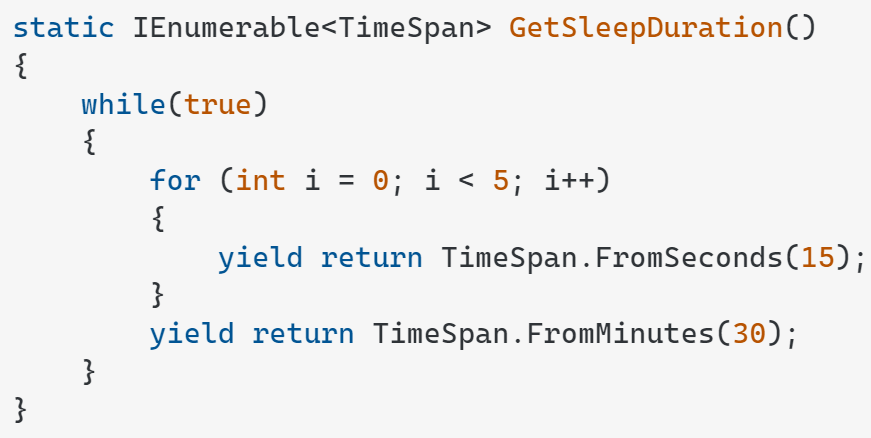 static IEnumerable<TimeSpan> GetSleepDuration()
{
    while(true)
    {
        for (int i = 0; i < 5; i++)
        {
            yield return TimeSpan.FromSeconds(15);
        }
        yield return TimeSpan.FromMinutes(30);
    }
}